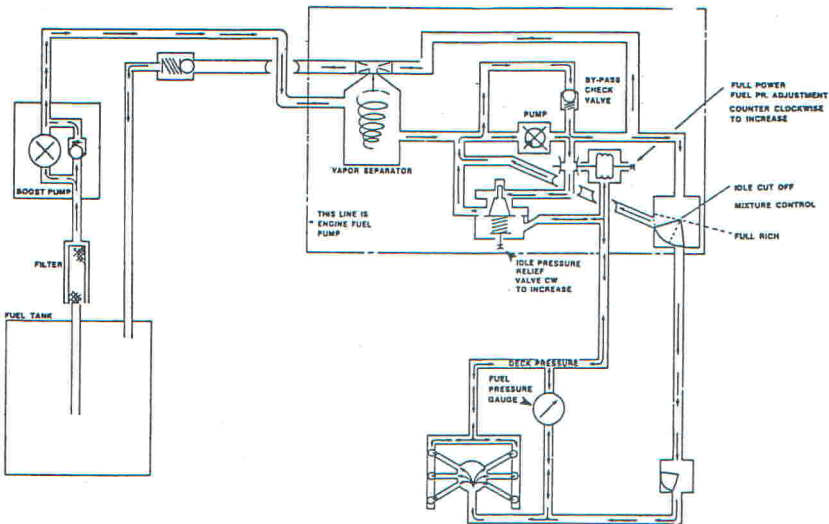 BY-PASS
CHECK
VALVE
FULL POWER
FUEL PR. ADJUSTMENT
COUNTER CLOCKWISE
TO INCREASE
PUMP
VAPOR SEPARATOR
BOOST PUMP
IDLE CUT OFF
MIXTURE CONTROL
THIS LINE IS
ENGINE FUEL
PUMP
FULL RICH
FILTER
IDLE PRESSURE
RELIEF
VALVE CW
TO INCREASE
FUEL TANK
DECK PRESSURE
FUEL
PRESSURE
GAUGE